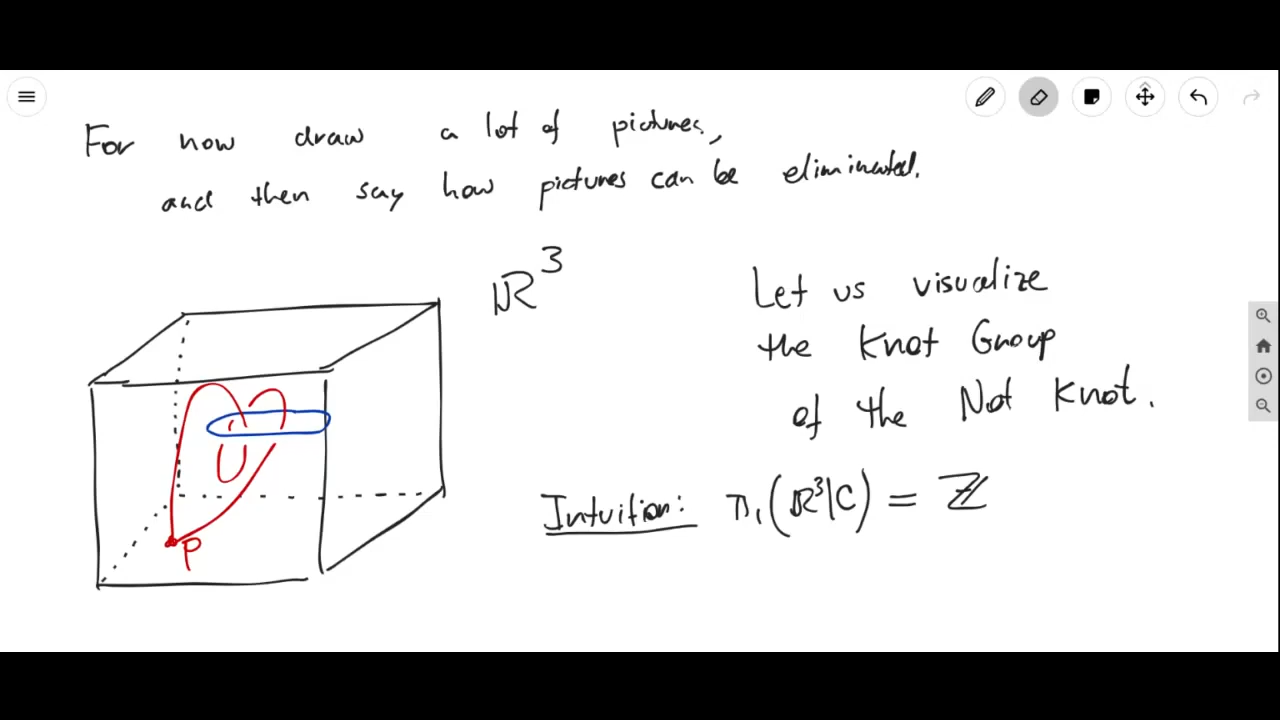 For now draw a lot of pictures,
and then say how pictures can be eliminated.
ℝ³
Let us visualize
the Knot Group
of the Not Knot.
Intuition: π₁(ℝ³\C) = ℤ
P